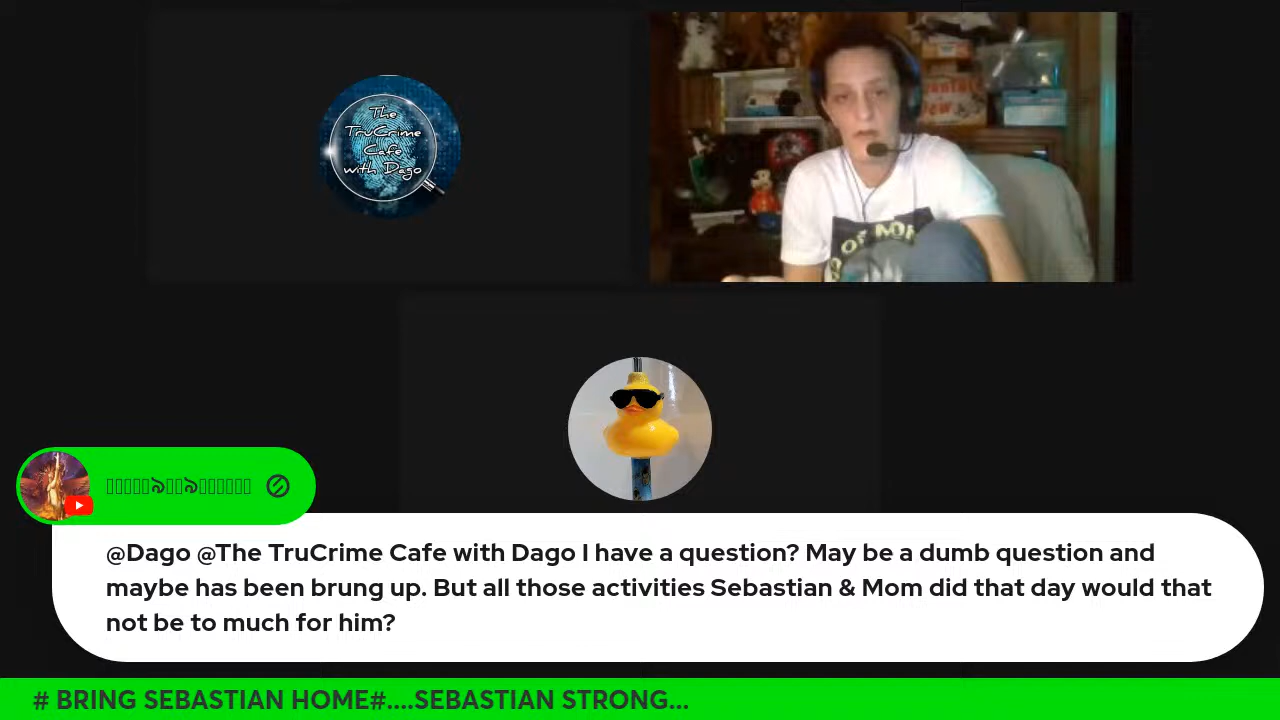 The
TruCrime
Cafe
with Dago
@Dago @The TruCrime Cafe with Dago I have a question? May be a dumb question and
maybe has been brung up. But all those activities Sebastian & Mom did that day would that
not be to much for him?
# BRING SEBASTIAN HOME#....SEBASTIAN STRONG...